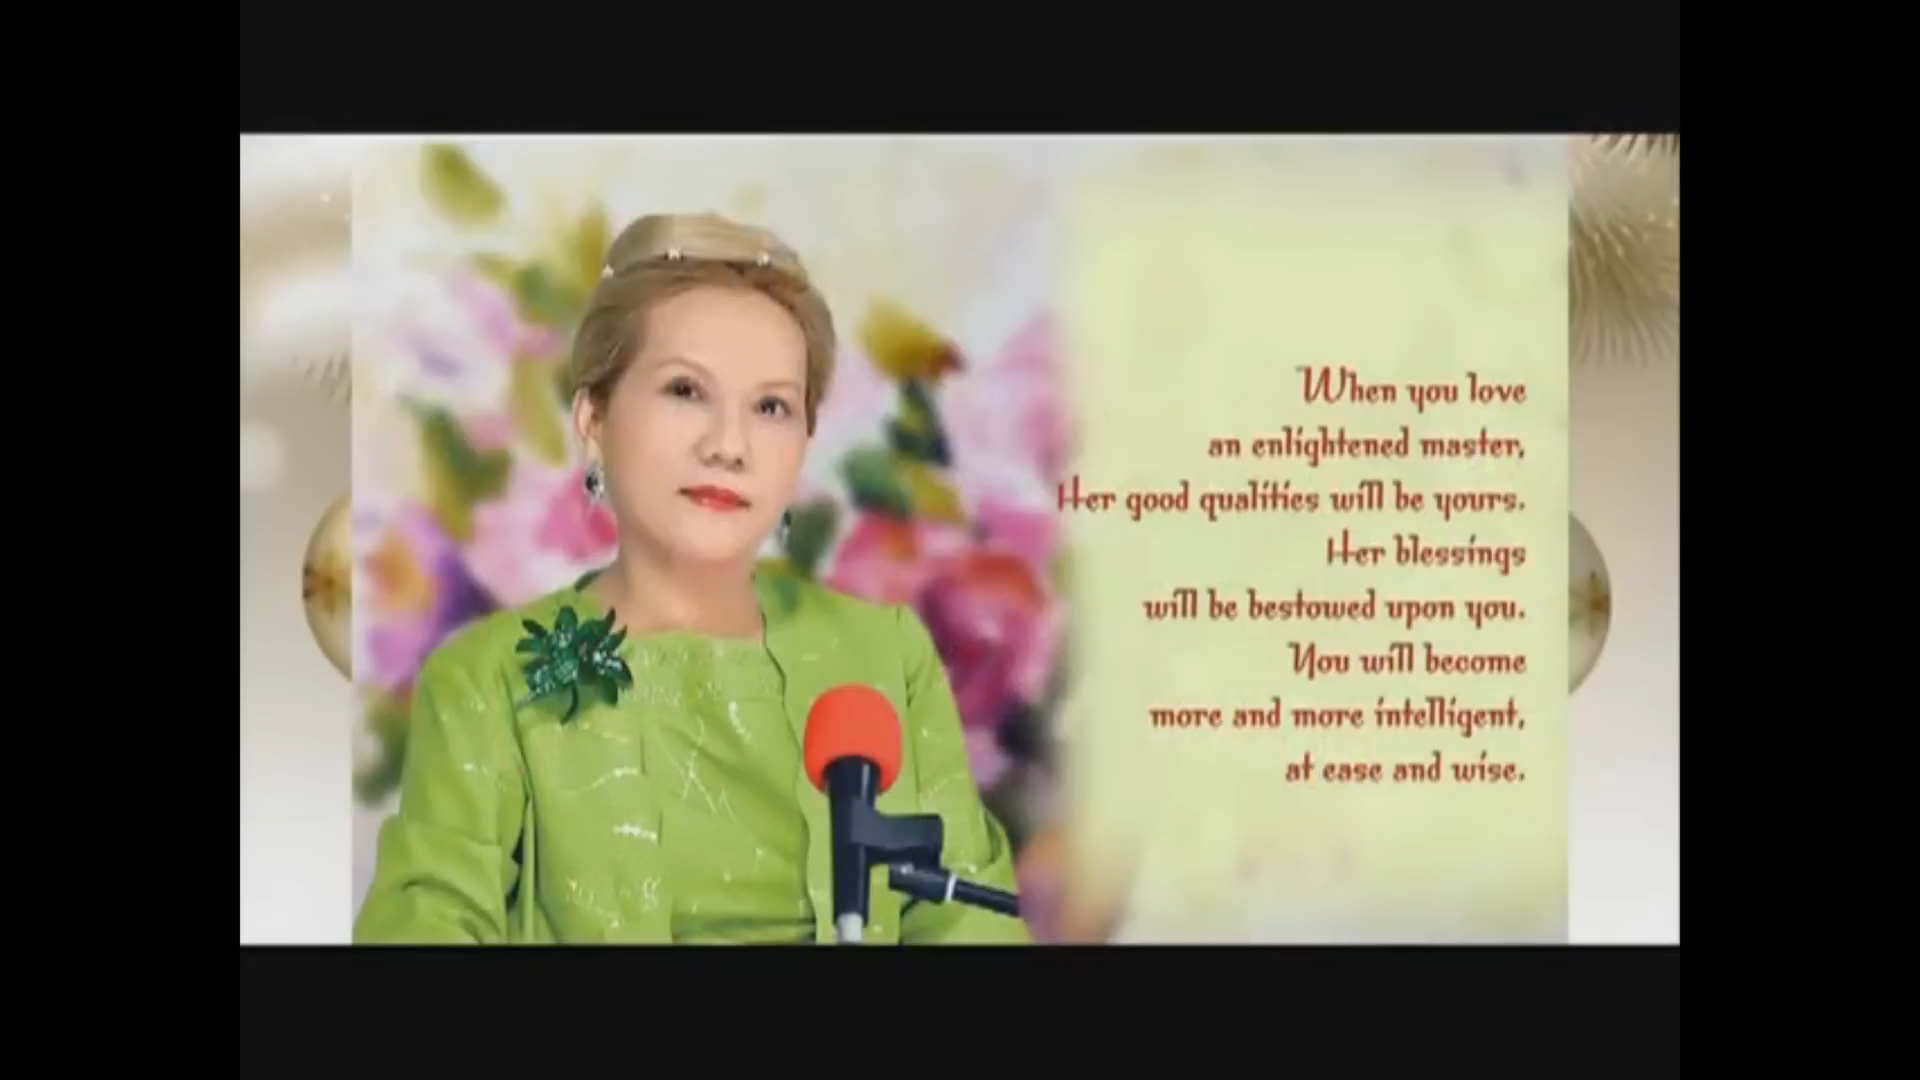 When you love
an enlightened master,
Her good qualities will be yours.
Her blessings
will be bestowed upon you.
You will become
more and more intelligent,
at ease and wise.